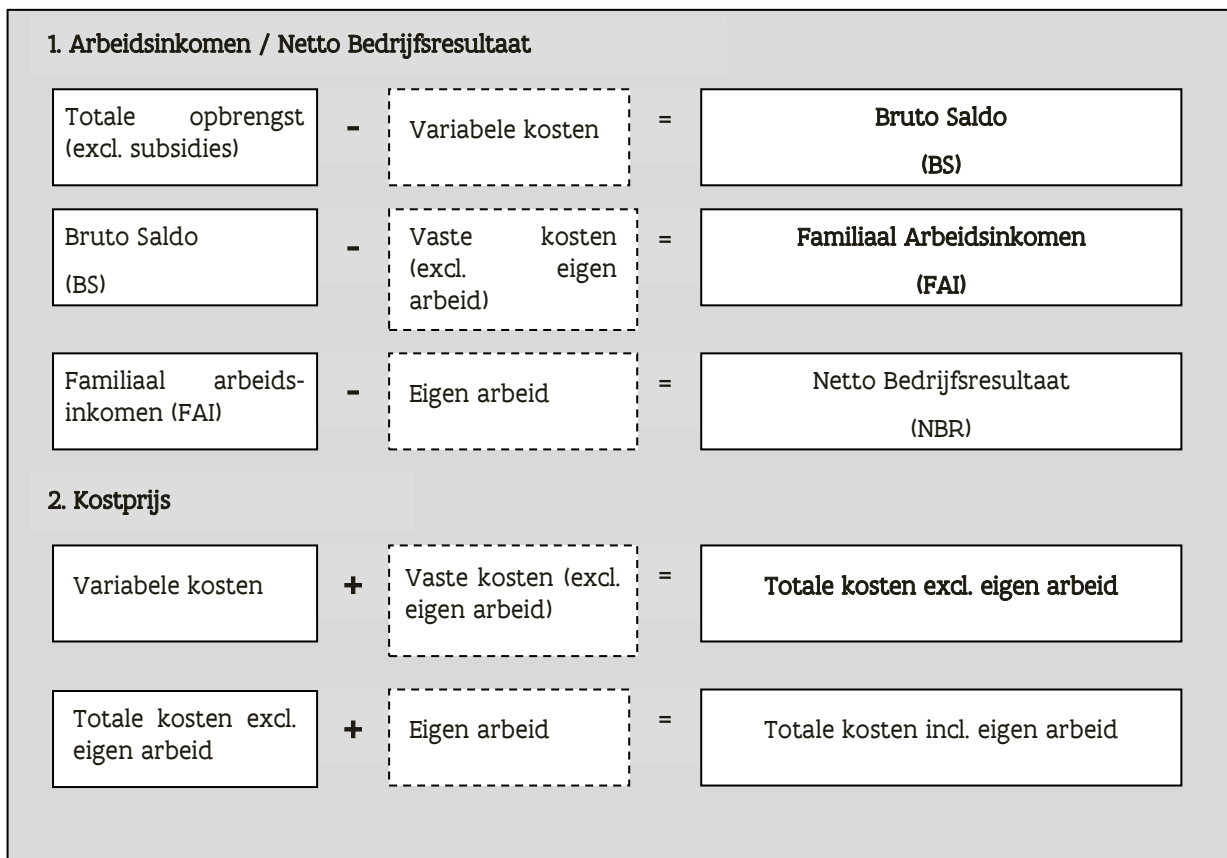 1. Arbeidsinkomen / Netto Bedrijfsresultaat
Totale opbrengst
(excl. subsidies)
-
Variabele kosten
=
Bruto Saldo
(BS)
Bruto Saldo
(BS)
-
Vaste kosten
(excl. eigen
arbeid)
=
Familiaal Arbeidsinkomen
(FAI)
Familiaal arbeids-
inkomen (FAI)
-
Eigen arbeid
=
Netto Bedrijfsresultaat
(NBR)
2. Kostprijs
Variabele kosten
+
Vaste kosten (excl.
eigen arbeid)
=
Totale kosten excl. eigen arbeid
Totale kosten excl.
eigen arbeid
+
Eigen arbeid
=
Totale kosten incl. eigen arbeid